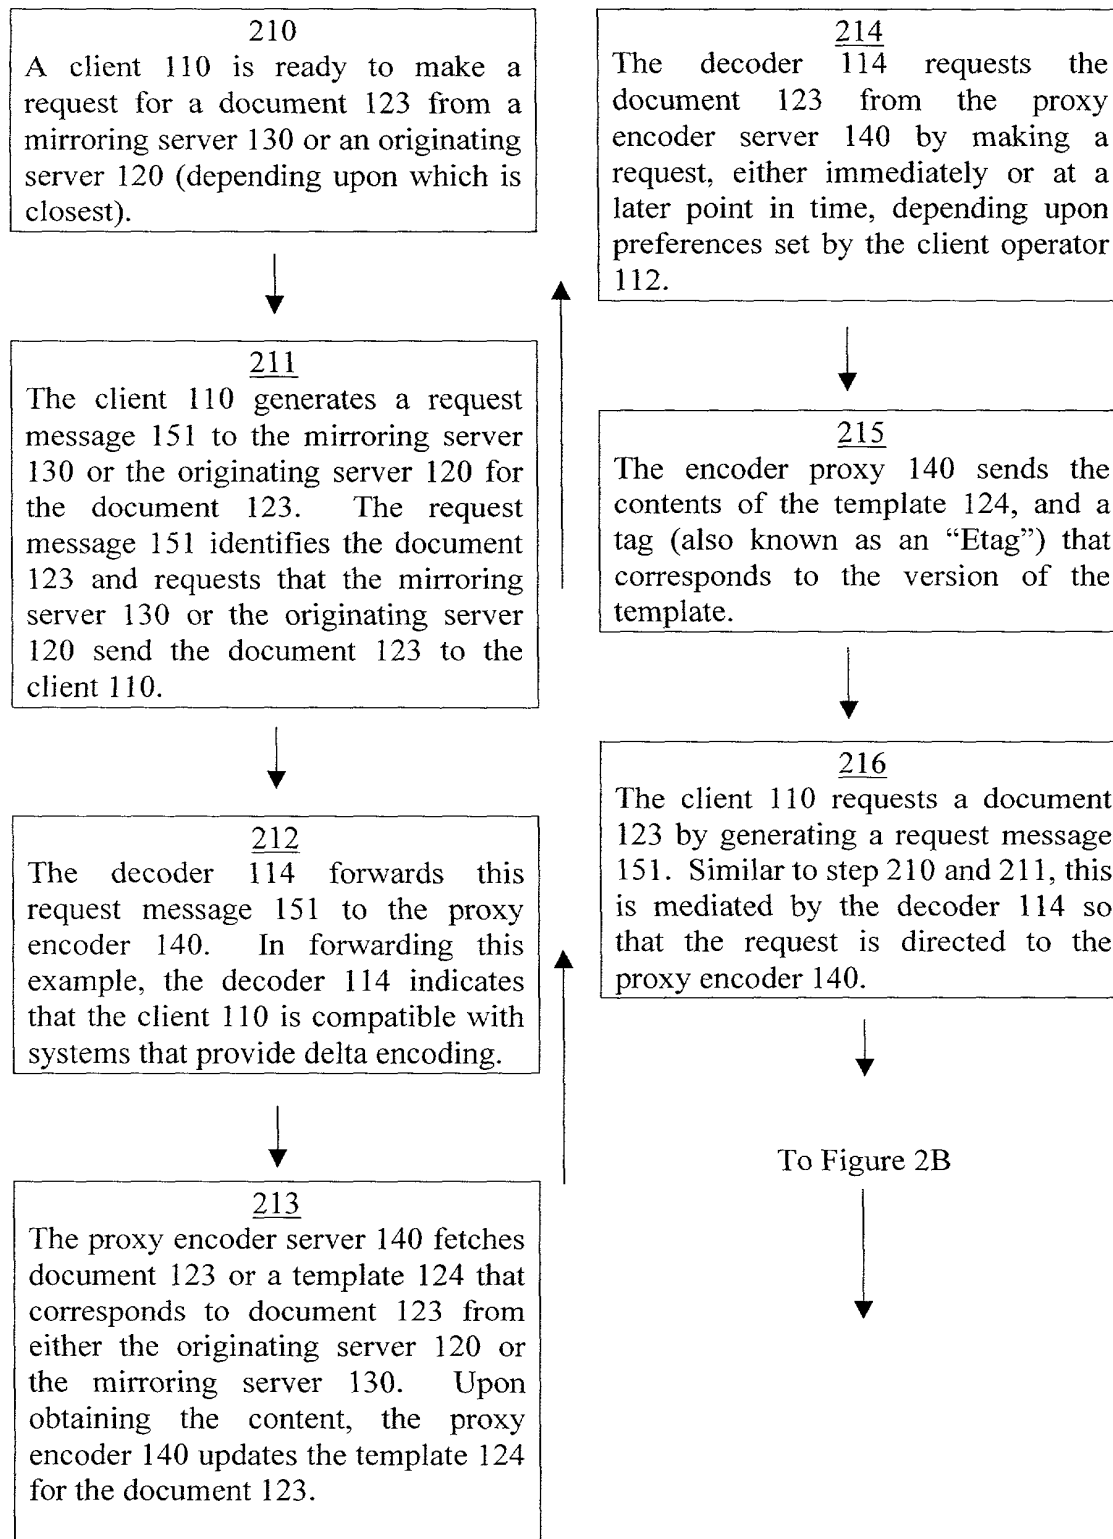 210
A client 110 is ready to make a
request for a document 123 from a
mirroring server 130 or an originating
server 120 (depending upon which is
closest).
211
The client 110 generates a request
message 151 to the mirroring server
130 or the originating server 120 for
the document 123. The request
message 151 identifies the document
123 and requests that the mirroring
server 130 or the originating server
120 send the document 123 to the
client 110.
212
The decoder 114 forwards this
request message 151 to the proxy
encoder 140. In forwarding this
example, the decoder 114 indicates
that the client 110 is compatible with
systems that provide delta encoding.
213
The proxy encoder server 140 fetches
document 123 or a template 124 that
corresponds to document 123 from
either the originating server 120 or
the mirroring server 130. Upon
obtaining the content, the proxy
encoder 140 updates the template 124
for the document 123.
214
The decoder 114 requests the
document 123 from the proxy
encoder server 140 by making a
request, either immediately or at a
later point in time, depending upon
preferences set by the client operator
112.
215
The encoder proxy 140 sends the
contents of the template 124, and a
tag (also known as an “Etag”) that
corresponds to the version of the
template.
216
The client 110 requests a document
123 by generating a request message
151. Similar to step 210 and 211, this
is mediated by the decoder 114 so
that the request is directed to the
proxy encoder 140.
To Figure 2B